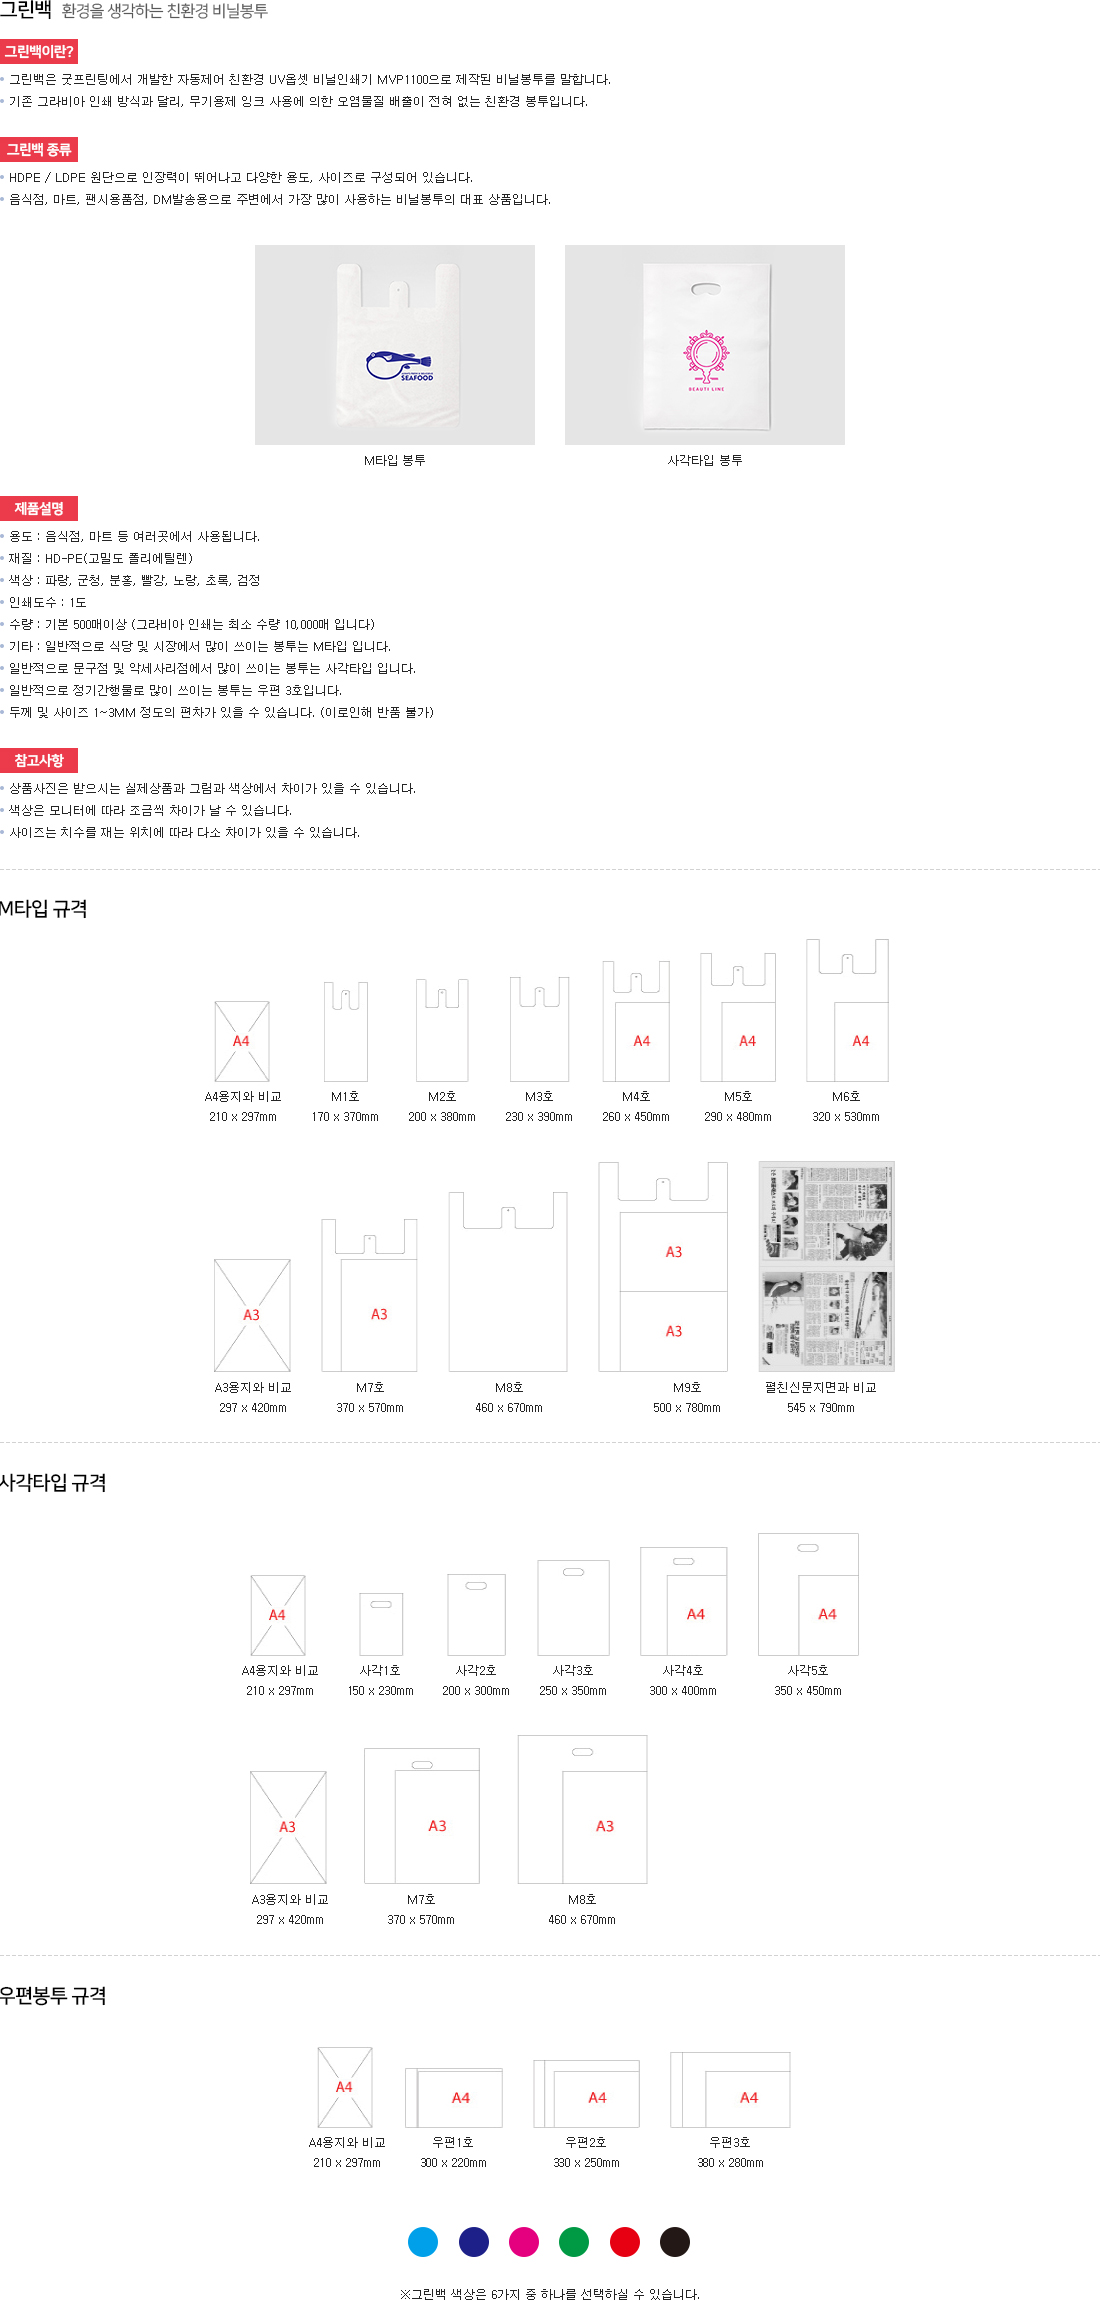 그린백 환경을 생각하는 친환경 비닐봉투
그린백이란?
그린백은 굿프린팅에서 개발한 자동제어 친환경 UV옵셋 비닐인쇄기 MVP1100으로 제작된 비닐봉투를 말합니다.
기존 그라비아 인쇄 방식과 달리, 무기용제 잉크 사용에 의한 오염물질 배출이 전혀 없는 친환경 봉투입니다.
그린백 종류
HDPE / LDPE 원단으로 인장력이 뛰어나고 다양한 용도, 사이즈로 구성되어 있습니다.
음식점, 마트, 팬시용품점, DM발송용으로 주변에서 가장 많이 사용하는 비닐봉투의 대표 상품입니다.
SEAFOOD
BEAUTI LINE
M타입 봉투 사각타입 봉투
제품설명
용도 : 음식점, 마트 등 여러곳에서 사용됩니다.
재질 : HD-PE(고밀도 폴리에틸렌)
색상 : 파랑, 군청, 분홍, 빨강, 노랑, 초록, 검정
인쇄도수 : 1도
수량 : 기본 500매이상 (그라비아 인쇄는 최소 수량 10,000매 입니다)
기타 : 일반적으로 식당 및 시장에서 많이 쓰이는 봉투는 M타입 입니다.
일반적으로 문구점 및 악세사리점에서 많이 쓰이는 봉투는 사각타입 입니다.
일반적으로 정기간행물로 많이 쓰이는 봉투는 우편 3호입니다.
두께 및 사이즈 1~3MM 정도의 편차가 있을 수 있습니다. (이로인해 반품 불가)
참고사항
상품사진은 받으시는 실제상품과 그림과 색상에서 차이가 있을 수 있습니다.
색상은 모니터에 따라 조금씩 차이가 날 수 있습니다.
사이즈는 치수를 재는 위치에 따라 다소 차이가 있을 수 있습니다.
M타입 규격
A4 A4 A4 A4
A4용지와 비교 M1호 M2호 M3호 M4호 M5호 M6호
210 x 297mm 170 x 370mm 200 x 380mm 230 x 390mm 260 x 450mm 290 x 480mm 320 x 530mm
A3
A3 A3
A3
A3용지와 비교 M7호 M8호 M9호 펼친신문지면과 비교
297 x 420mm 370 x 570mm 460 x 670mm 500 x 780mm 545 x 790mm
사각타입 규격
A4 A4 A4
A4용지와 비교 사각1호 사각2호 사각3호 사각4호 사각5호
210 x 297mm 150 x 230mm 200 x 300mm 250 x 350mm 300 x 400mm 350 x 450mm
A3 A3 A3
A3용지와 비교 M7호 M8호
297 x 420mm 370 x 570mm 460 x 670mm
우편봉투 규격
A4 A4 A4 A4
A4용지와 비교 우편1호 우편2호 우편3호
210 x 297mm 300 x 220mm 330 x 250mm 380 x 280mm
※그린백 색상은 6가지 중 하나를 선택하실 수 있습니다.